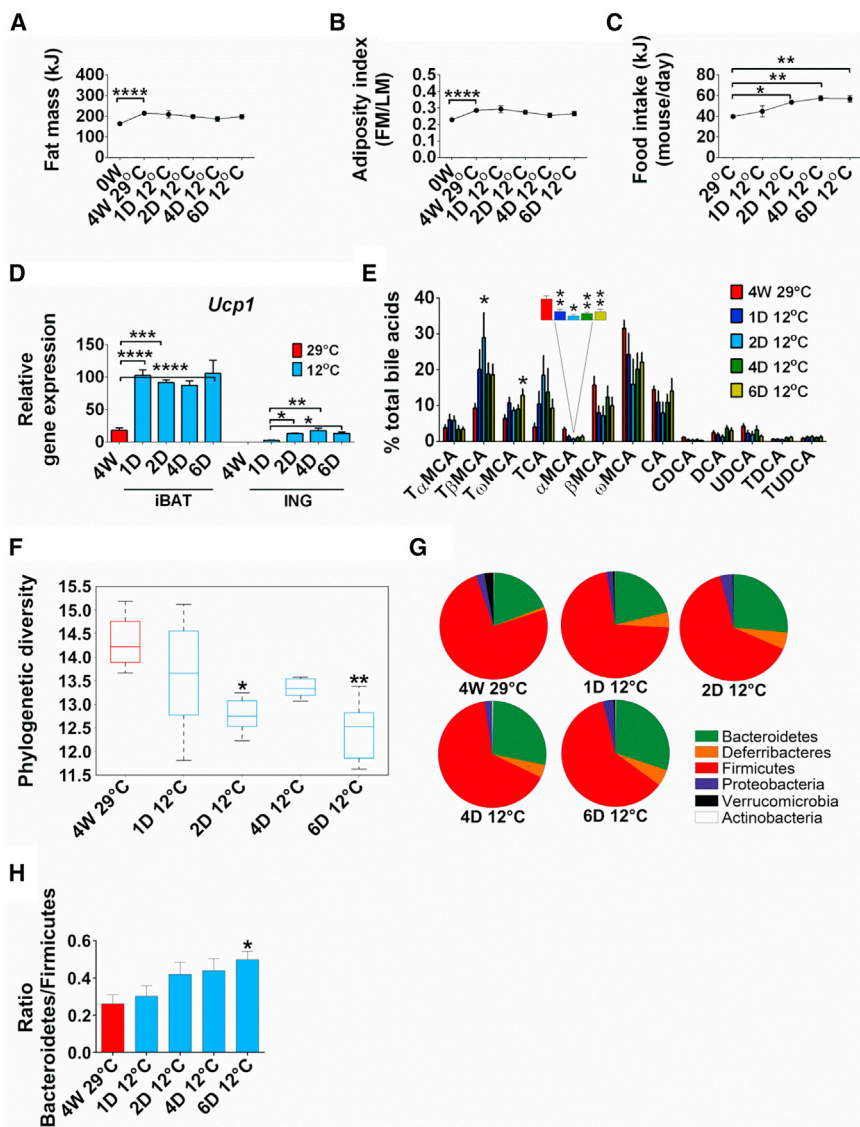 A
Fat mass (kJ)
400
300
200
100
0
****
0W
4W 29°C
1D 12°C
2D 12°C
4D 12°C
6D 12°C
B
Adiposity index
(FM/LM)
0.5
0.4
0.3
0.2
0.1
0.0
****
0W
4W 29°C
1D 12°C
2D 12°C
4D 12°C
6D 12°C
C
Food intake (kJ)
(mouse/day)
80
60
40
20
0
**
**
*
29°C
1D 12°C
2D 12°C
4D 12°C
6D 12°C
D
Ucp1
Relative
gene expression
150
100
50
0
***
**** ****
**
* *
29°C
12°C
4W 1D 2D 4D 6D 4W 1D 2D 4D 6D
iBAT ING
E
% total bile acids
40
30
20
10
0
*
*
** * ** **
4W 29°C
1D 12°C
2D 12°C
4D 12°C
6D 12°C
TαMCA
TβMCA
TωMCA
TCA
αMCA
βMCA
ωMCA
CA
CDCA
DCA
UDCA
TDCA
TUDCA
F
Phylogenetic diversity
15.0
14.5
14.0
13.5
13.0
12.5
12.0
11.5
*
**
4W 29°C
1D 12°C
2D 12°C
4D 12°C
6D 12°C
G
4W 29°C
1D 12°C
2D 12°C
4D 12°C
6D 12°C
Bacteroidetes
Deferribacteres
Firmicutes
Proteobacteria
Verrucomicrobia
Actinobacteria
H
Ratio
Bacteroidetes/Firmicutes
0.6
0.4
0.2
0.0
*
4W 29°C
1D 12°C
2D 12°C
4D 12°C
6D 12°C